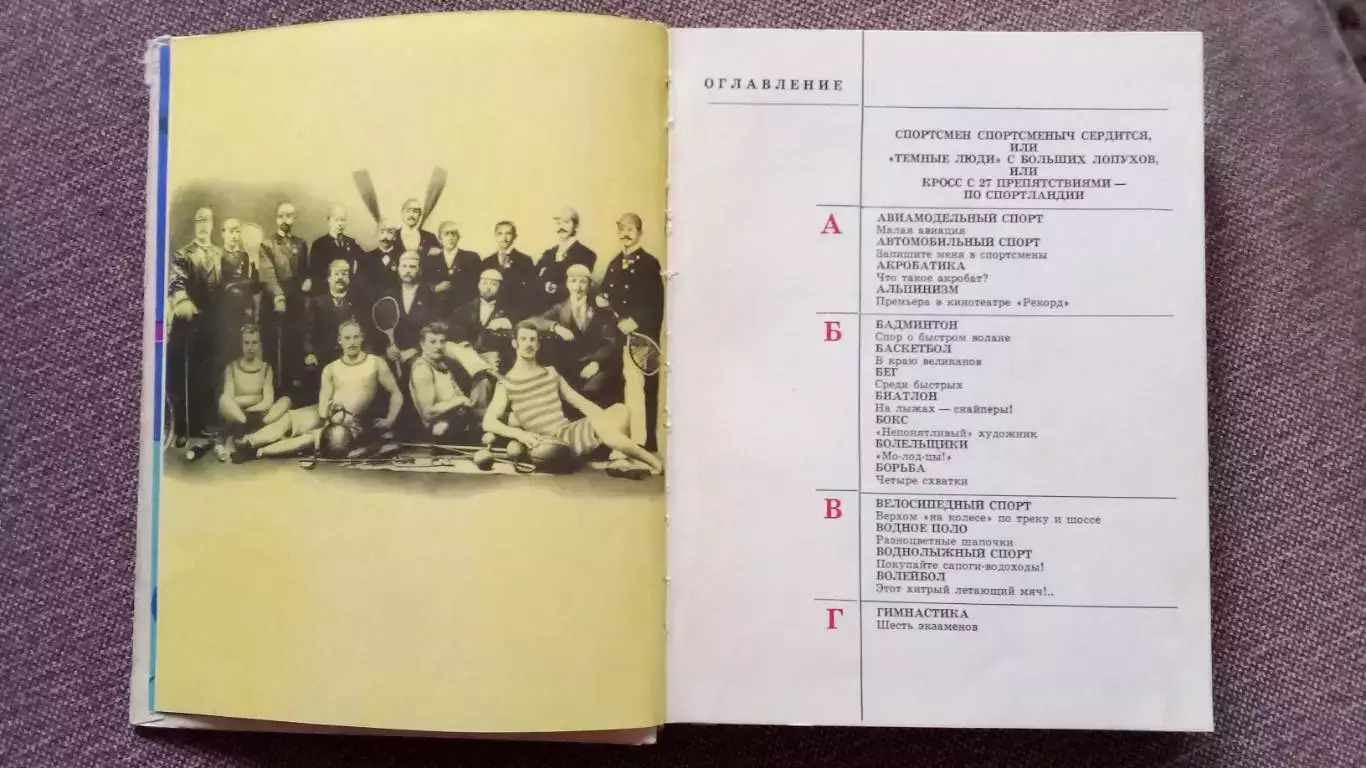 ОГЛАВЛЕНИЕ
СПОРТСМЕН СПОРТСМЕНЫЧ СЕРДИТСЯ,
ИЛИ
«ТЕМНЫЕ ЛЮДИ» С БОЛЬШИХ ЛОПУХОВ,
ИЛИ
КРОСС С 27 ПРЕПЯТСТВИЯМИ —
ПО СПОРТЛАНДИИ
А
АВИАМОДЕЛЬНЫЙ СПОРТ
Малая авиация
АВТОМОБИЛЬНЫЙ СПОРТ
Запишите меня в спортсмены
АКРОБАТИКА
Что такое акробат?
АЛЬПИНИЗМ
Премьера в кинотеатре «Рекорд»
Б
БАДМИНТОН
Спор о быстром волане
БАСКЕТБОЛ
В краю великанов
БЕГ
Среди быстрых
БИАТЛОН
На лыжах — снайперы!
БОКС
«Непонятливый» художник
БОЛЕЛЬЩИКИ
«Мо-лод-цы!»
БОРЬБА
Четыре схватки
В
ВЕЛОСИПЕДНЫЙ СПОРТ
Верхом «на колесе» по треку и шоссе
ВОДНОЕ ПОЛО
Разноцветные шапочки
ВОДНОЛЫЖНЫЙ СПОРТ
Покупайте сапоги-водоходы!
ВОЛЕЙБОЛ
Этот хитрый летающий мяч!..
Г
ГИМНАСТИКА
Шесть экзаменов